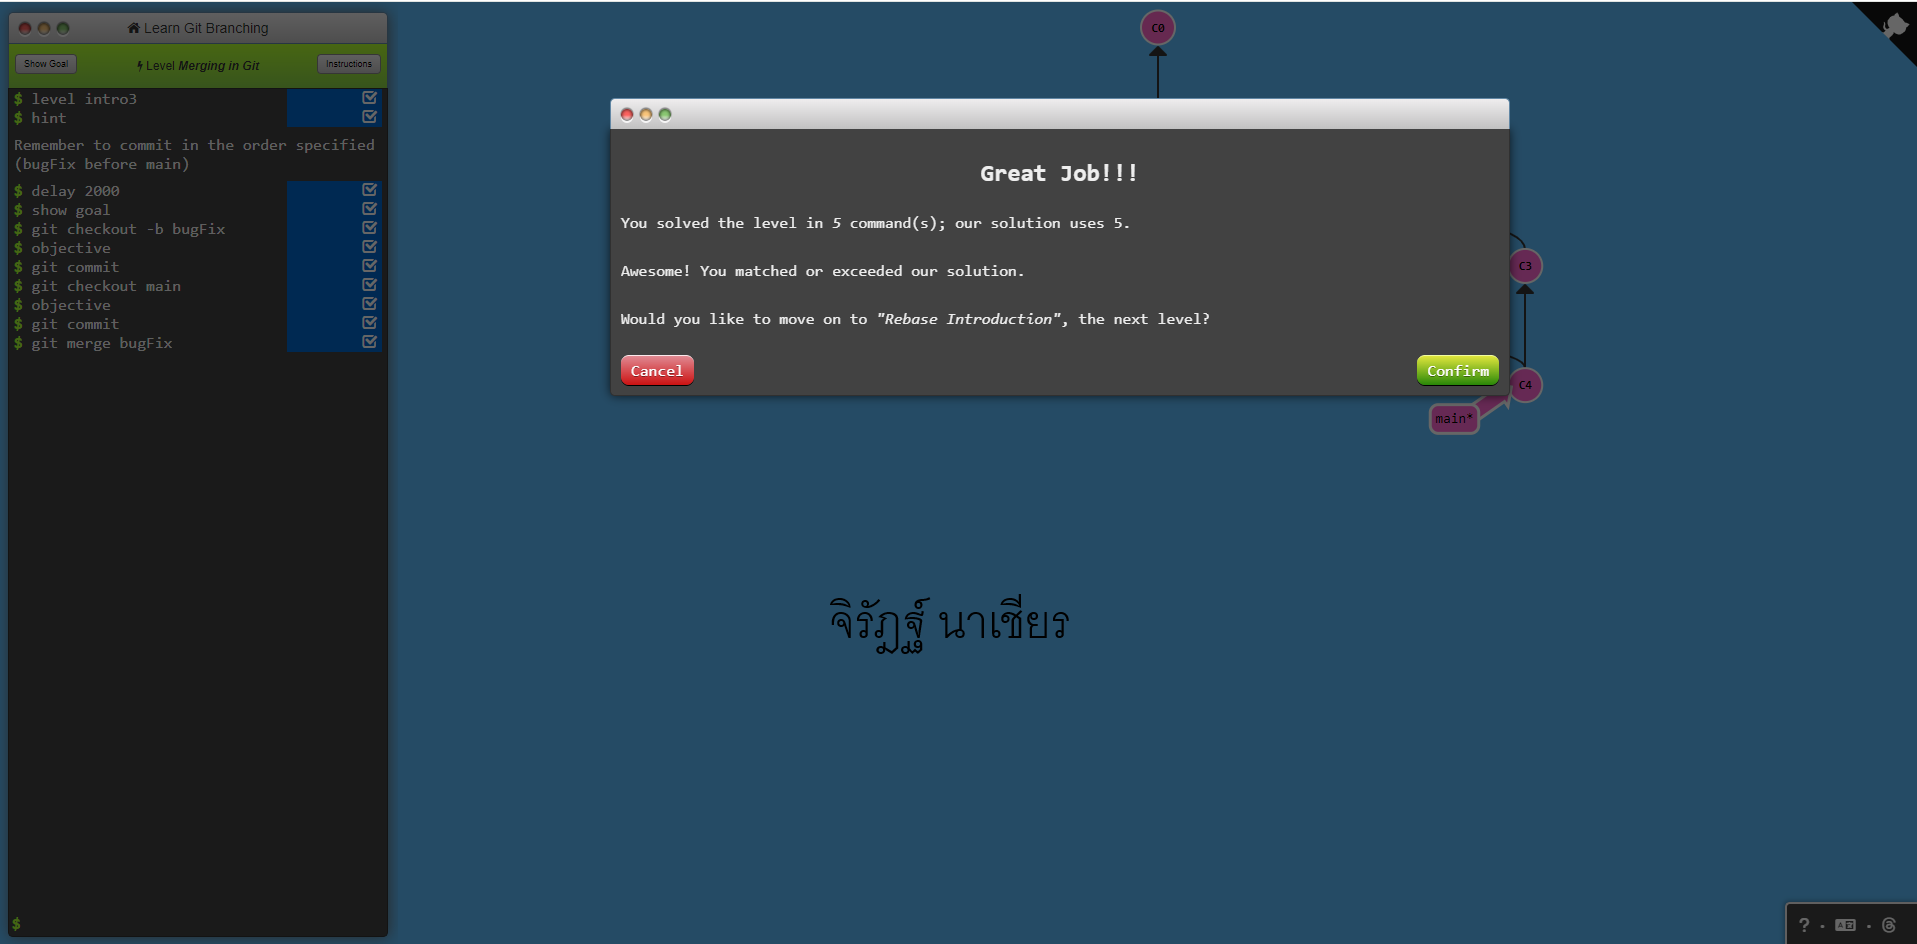 Learn Git Branching
Show Goal
Level Merging in Git
Instructions
$ level intro3
$ hint
Remember to commit in the order specified
(bugFix before main)
$ delay 2000
$ show goal
$ git checkout -b bugFix
$ objective
$ git commit
$ git checkout main
$ objective
$ git commit
$ git merge bugFix
$
C0
Great Job!!!
You solved the level in 5 command(s); our solution uses 5.
Awesome! You matched or exceeded our solution.
Would you like to move on to "Rebase Introduction", the next level?
Cancel
Confirm
C3
C4
main*
จิรัฏฐ์ นาเชียร
?